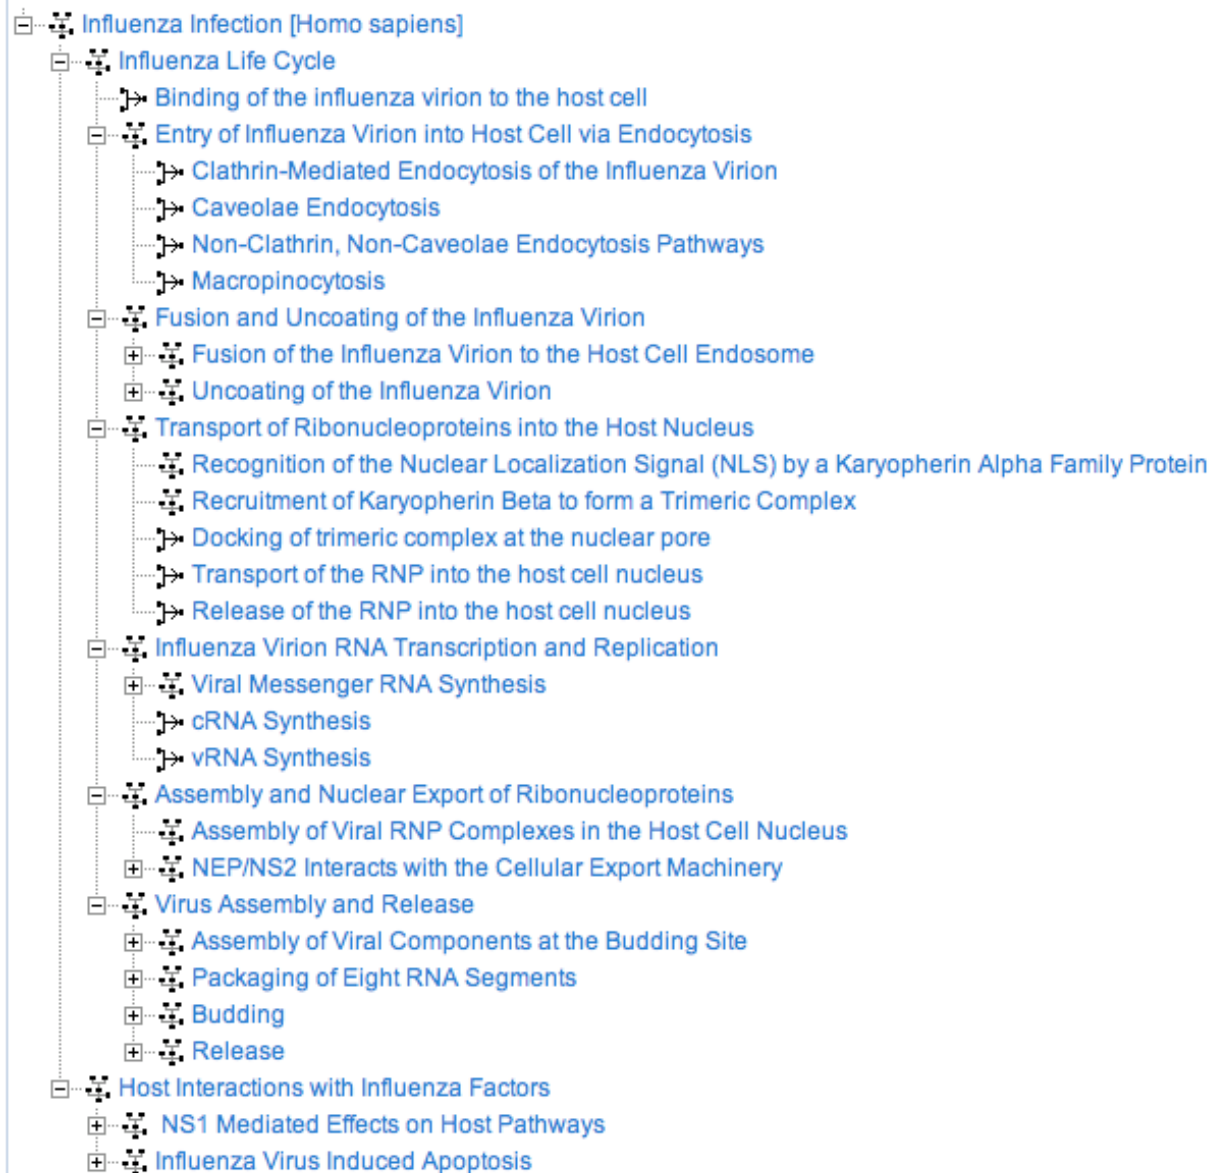 Influenza Infection [Homo sapiens]
Influenza Life Cycle
Binding of the influenza virion to the host cell
Entry of Influenza Virion into Host Cell via Endocytosis
Clathrin-Mediated Endocytosis of the Influenza Virion
Caveolae Endocytosis
Non-Clathrin, Non-Caveolae Endocytosis Pathways
Macropinocytosis
Fusion and Uncoating of the Influenza Virion
Fusion of the Influenza Virion to the Host Cell Endosome
Uncoating of the Influenza Virion
Transport of Ribonucleoproteins into the Host Nucleus
Recognition of the Nuclear Localization Signal (NLS) by a Karyopherin Alpha Family Protein
Recruitment of Karyopherin Beta to form a Trimeric Complex
Docking of trimeric complex at the nuclear pore
Transport of the RNP into the host cell nucleus
Release of the RNP into the host cell nucleus
Influenza Virion RNA Transcription and Replication
Viral Messenger RNA Synthesis
cRNA Synthesis
vRNA Synthesis
Assembly and Nuclear Export of Ribonucleoproteins
Assembly of Viral RNP Complexes in the Host Cell Nucleus
NEP/NS2 Interacts with the Cellular Export Machinery
Virus Assembly and Release
Assembly of Viral Components at the Budding Site
Packaging of Eight RNA Segments
Budding
Release
Host Interactions with Influenza Factors
NS1 Mediated Effects on Host Pathways
Influenza Virus Induced Apoptosis